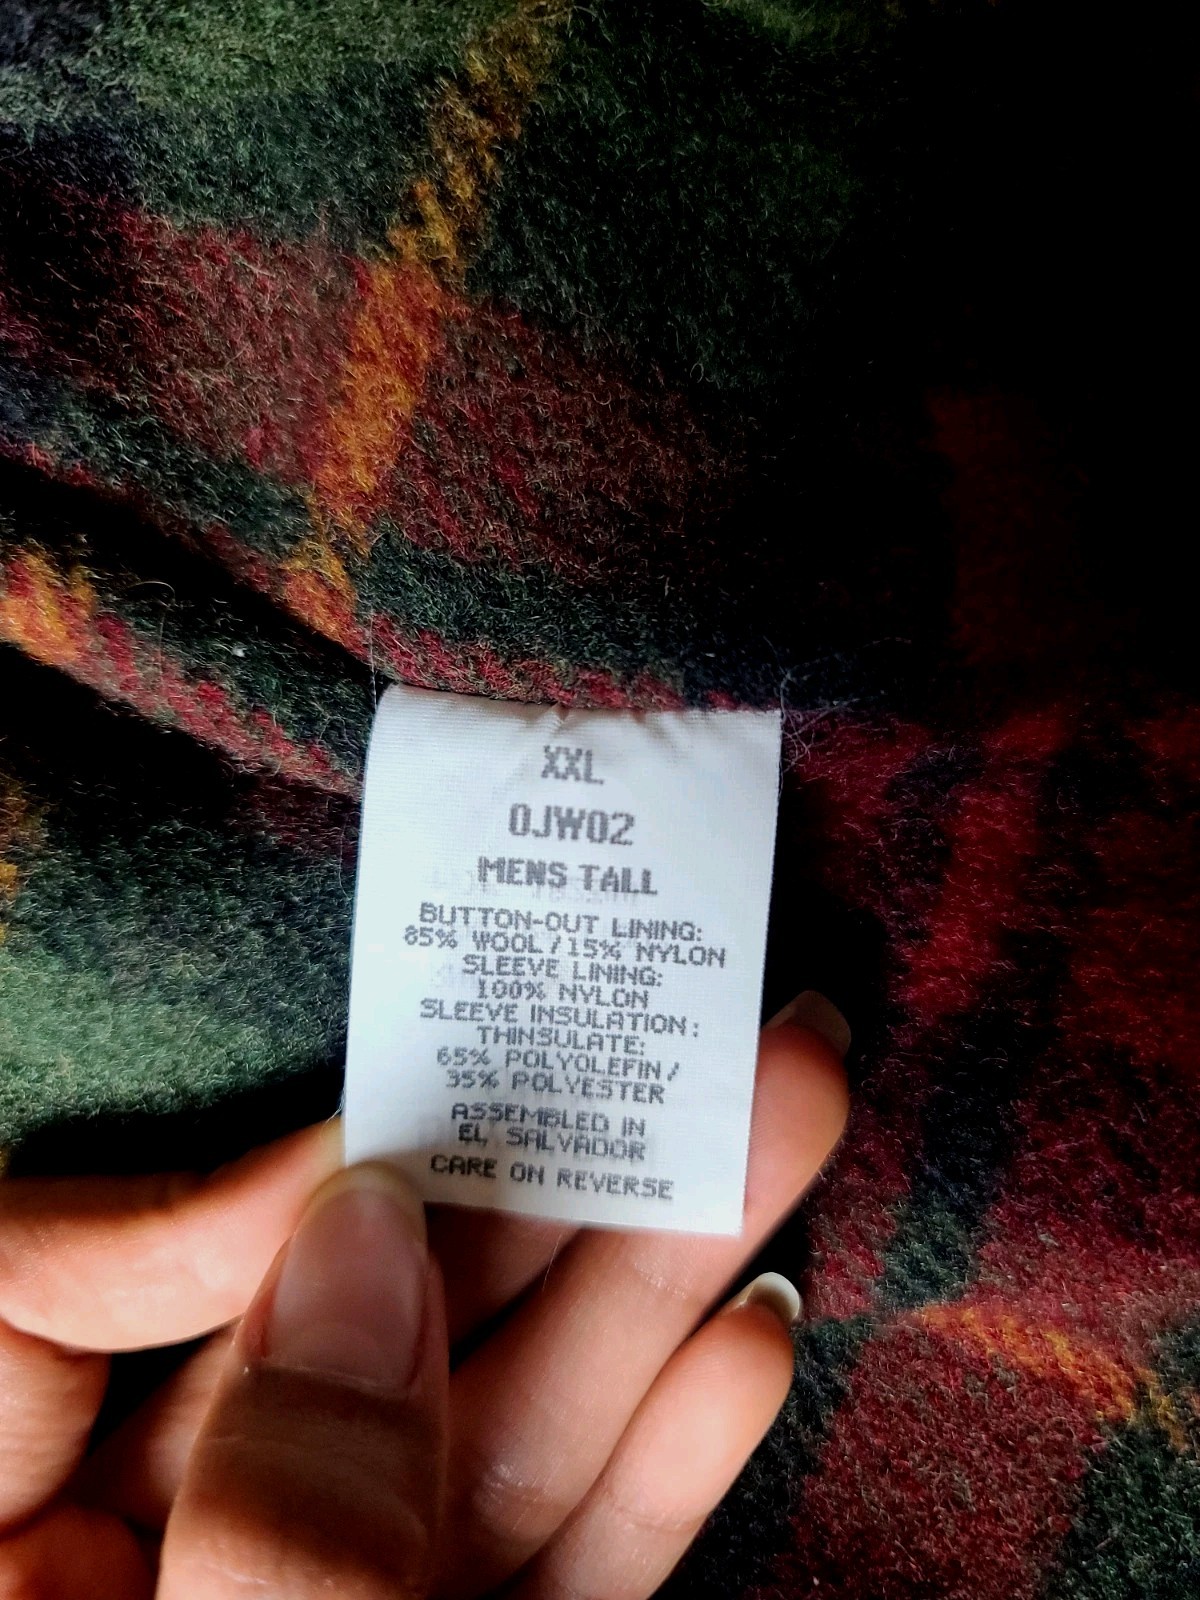 XXL
0JW02
MENS TALL
BUTTON-OUT LINING:
85% WOOL/15% NYLON
SLEEVE LINING:
100% NYLON
SLEEVE INSULATION:
THINSULATE:
65% POLYOLEFIN/
35% POLYESTER
ASSEMBLED IN
EL SALVADOR
CARE ON REVERSE